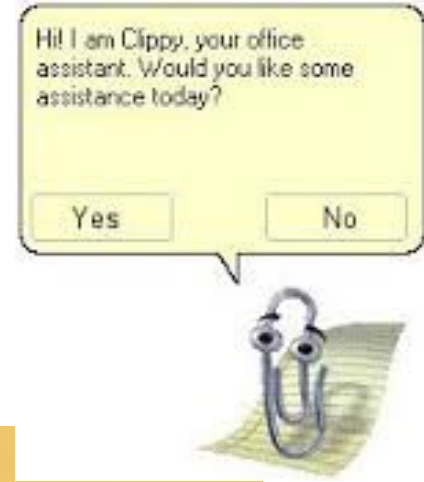 Hi! I am Clippy, your office
assistant. Would you like some
assistance today?
Yes
No